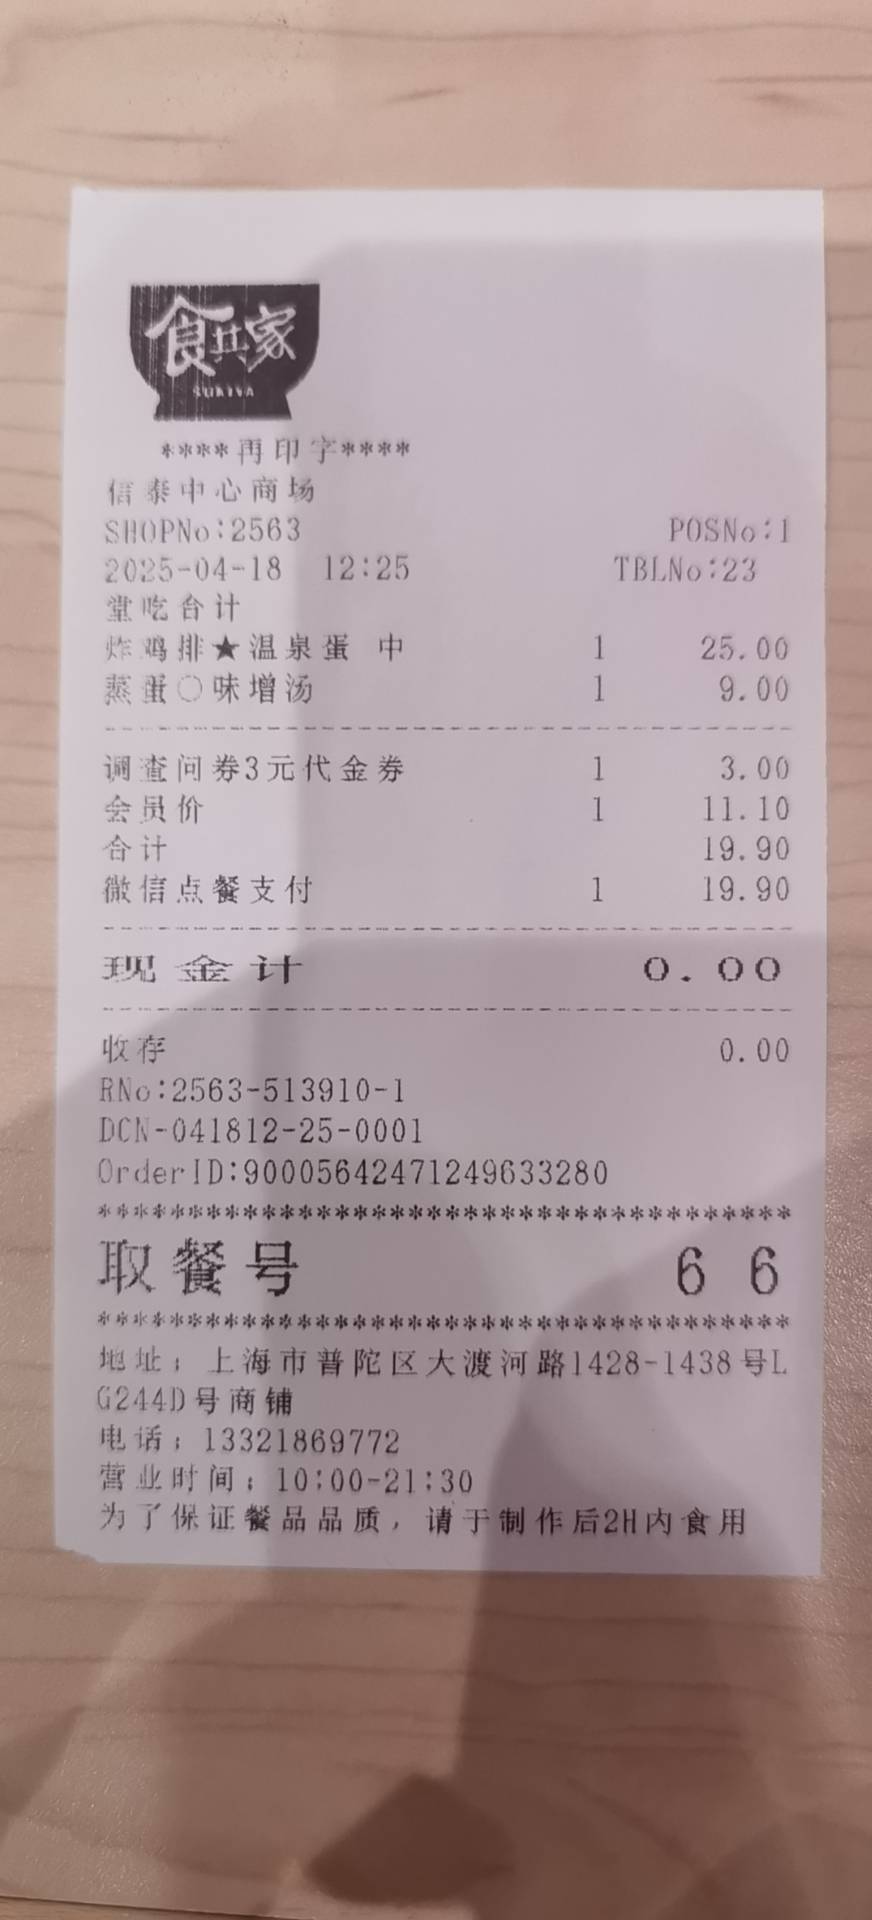 食其家
SUKIYA
****再印字****
信泰中心商场
SHOPNo:2563 POSNo:1
2025-04-18 12:25 TBLNo:23
堂吃合计
炸鸡排★温泉蛋 中 1 25.00
蒸蛋〇味增汤 1 9.00
调查问券3元代金券 1 3.00
会员价 1 11.10
合计 19.90
微信点餐支付 1 19.90
现金计 0.00
收存 0.00
RNo:2563-513910-1
DCN-041812-25-0001
OrderID:90005642471249633280
**************************************
取餐号 66
**************************************
地址：上海市普陀区大渡河路1428-1438号L
G244D号商铺
电话：13321869772
营业时间：10:00-21:30
为了保证餐品品质，请于制作后2H内食用